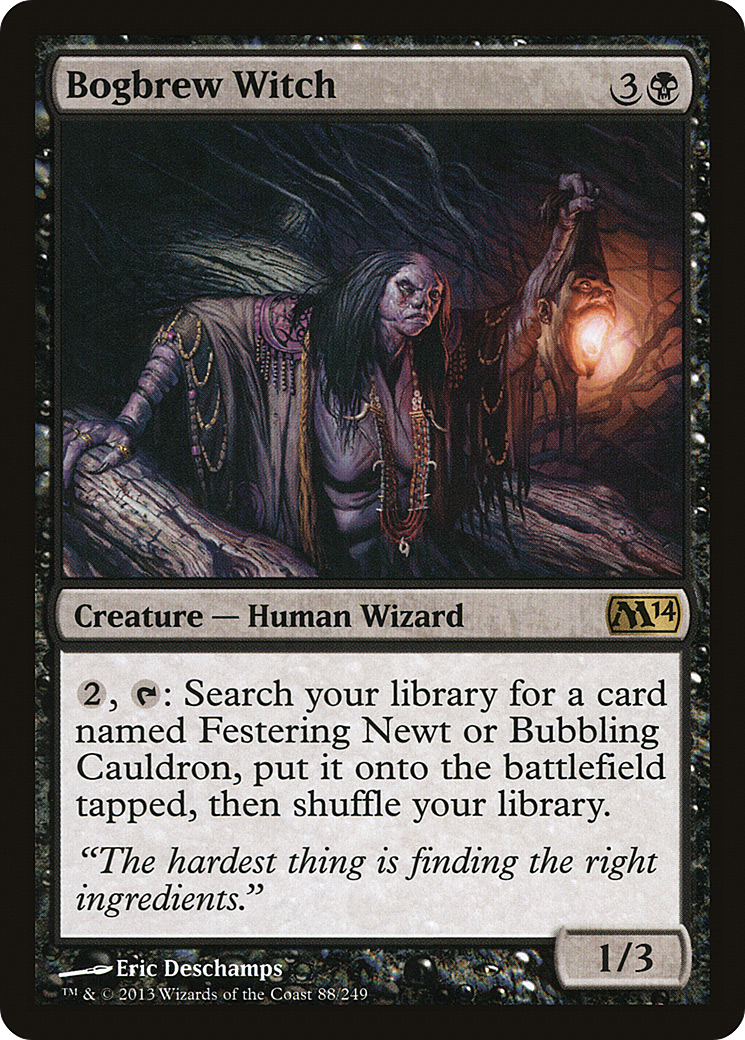 Bogbrew Witch 3
Creature — Human Wizard M14
2, : Search your library for a card
named Festering Newt or Bubbling
Cauldron, put it onto the battlefield
tapped, then shuffle your library.
“The hardest thing is finding the right
ingredients.”
1/3
Eric Deschamps
™ & © 2013 Wizards of the Coast 88/249